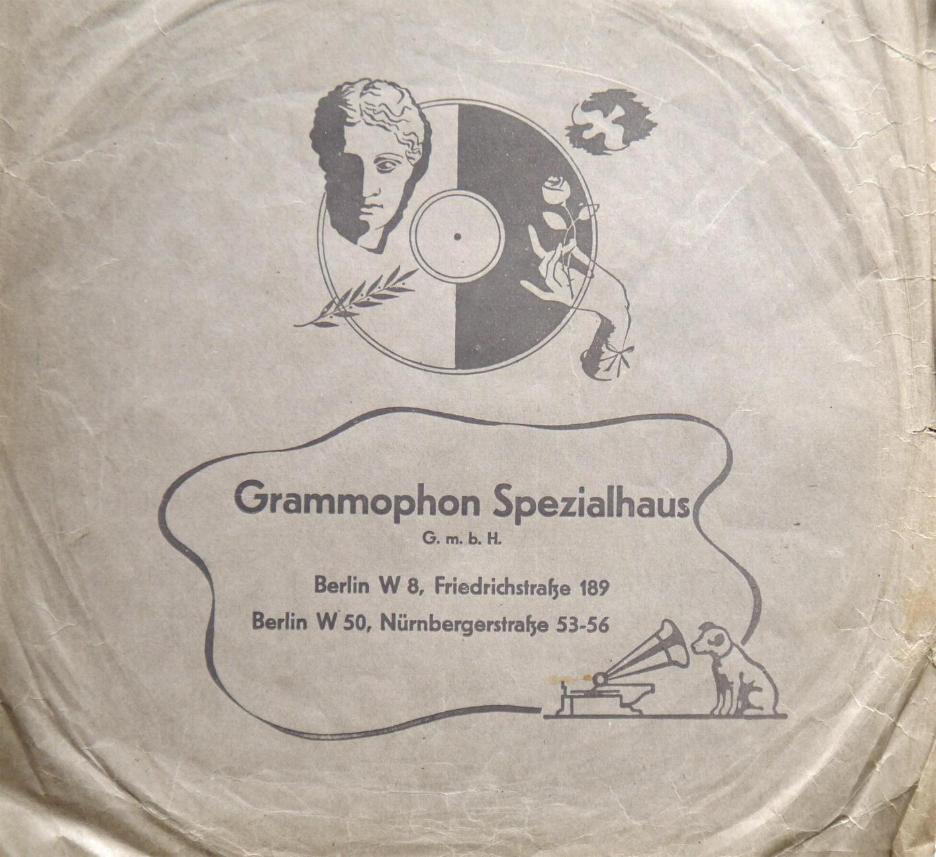 Grammophon Spezialhaus
G. m. b. H.
Berlin W 8, Friedrichstraße 189
Berlin W 50, Nürnbergerstraße 53-56